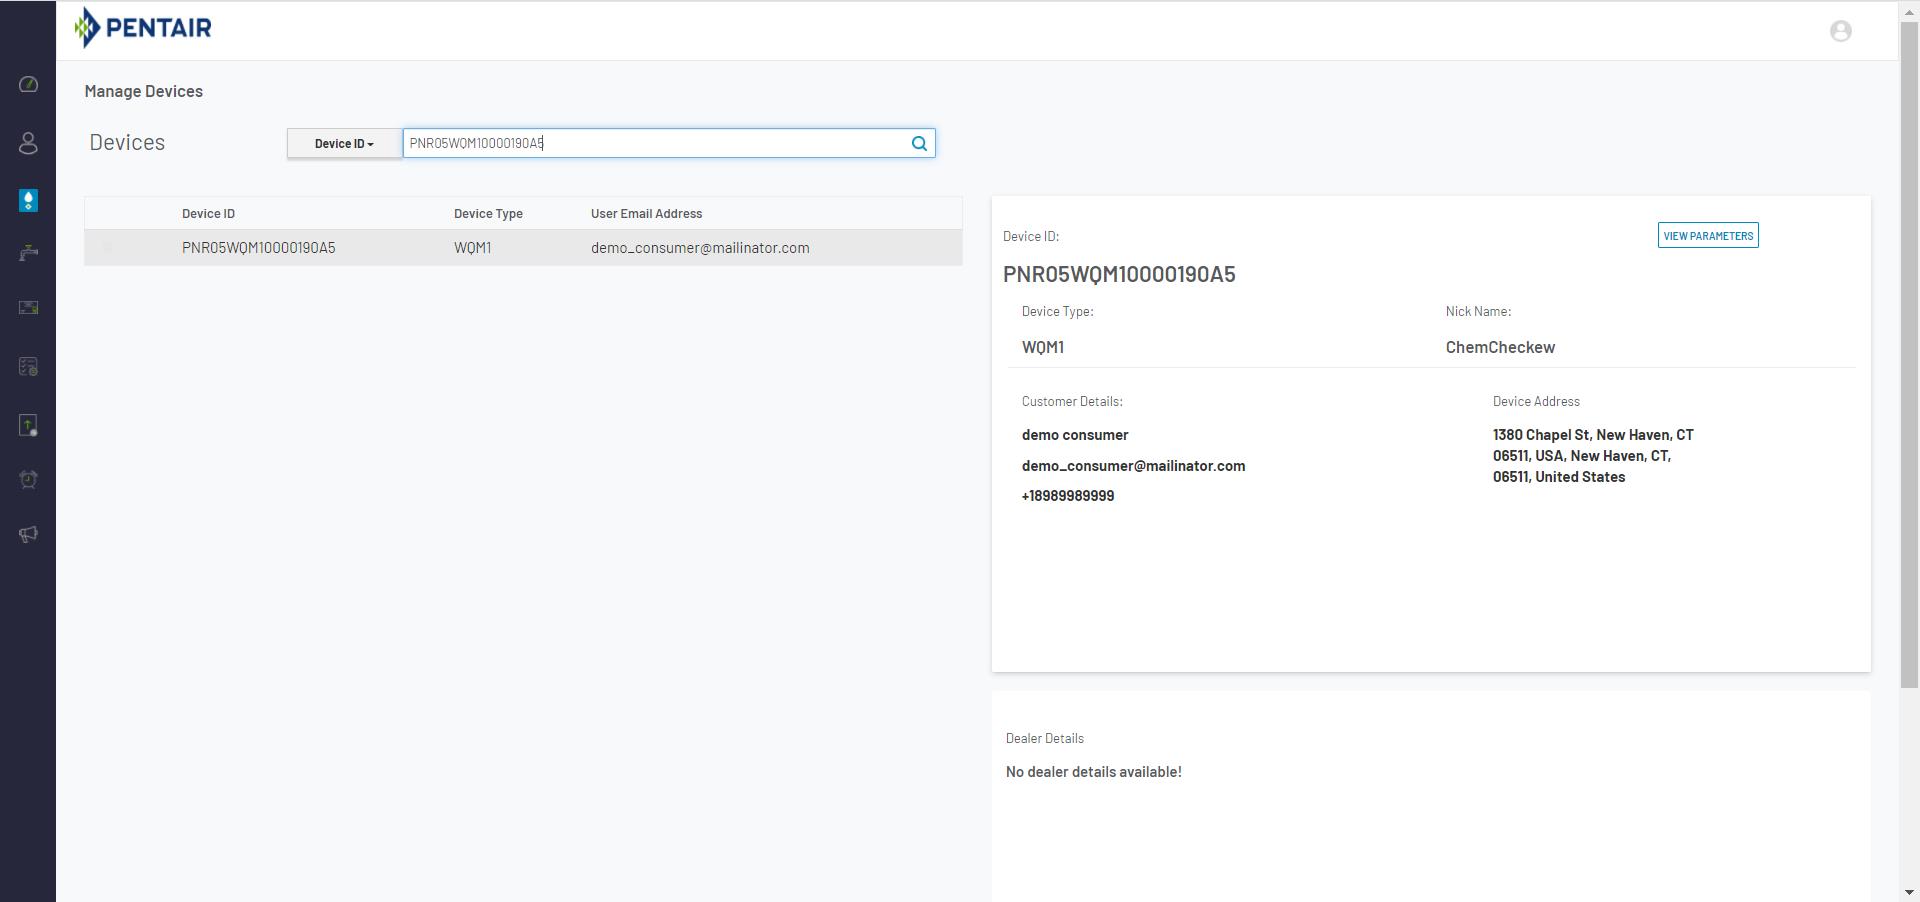 PENTAIR
Manage Devices
Devices
Device ID
PNR05WQM10000190A5
Device ID Device Type User Email Address
PNR05WQM10000190A5 WQM1 demo_consumer@mailinator.com
Device ID:
VIEW PARAMETERS
PNR05WQM10000190A5
Device Type:
Nick Name:
WQM1
ChemCheckew
Customer Details:
demo consumer
demo_consumer@mailinator.com
+18989989999
Device Address
1380 Chapel St, New Haven, CT
06511, USA, New Haven, CT,
06511, United States
Dealer Details
No dealer details available!